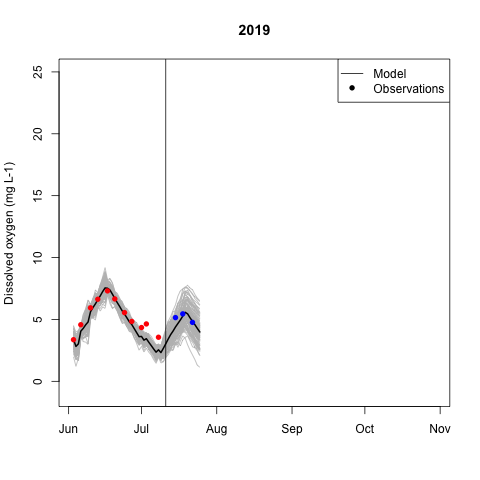 2019
Dissolved oxygen (mg L-1)
25
20
15
10
5
0
Model
Observations
Jun Jul Aug Sep Oct Nov